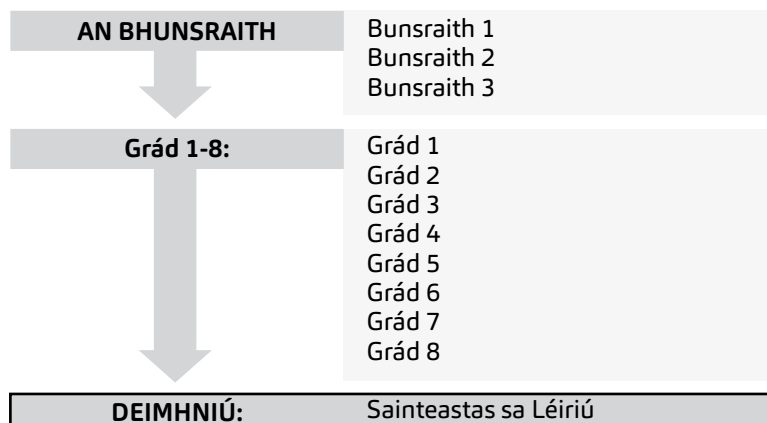 AN BHUNSRAITH
Bunsraith 1
Bunsraith 2
Bunsraith 3
Grád 1-8:
Grád 1
Grád 2
Grád 3
Grád 4
Grád 5
Grád 6
Grád 7
Grád 8
DEIMHNIÚ:
Sainteastas sa Léiriú